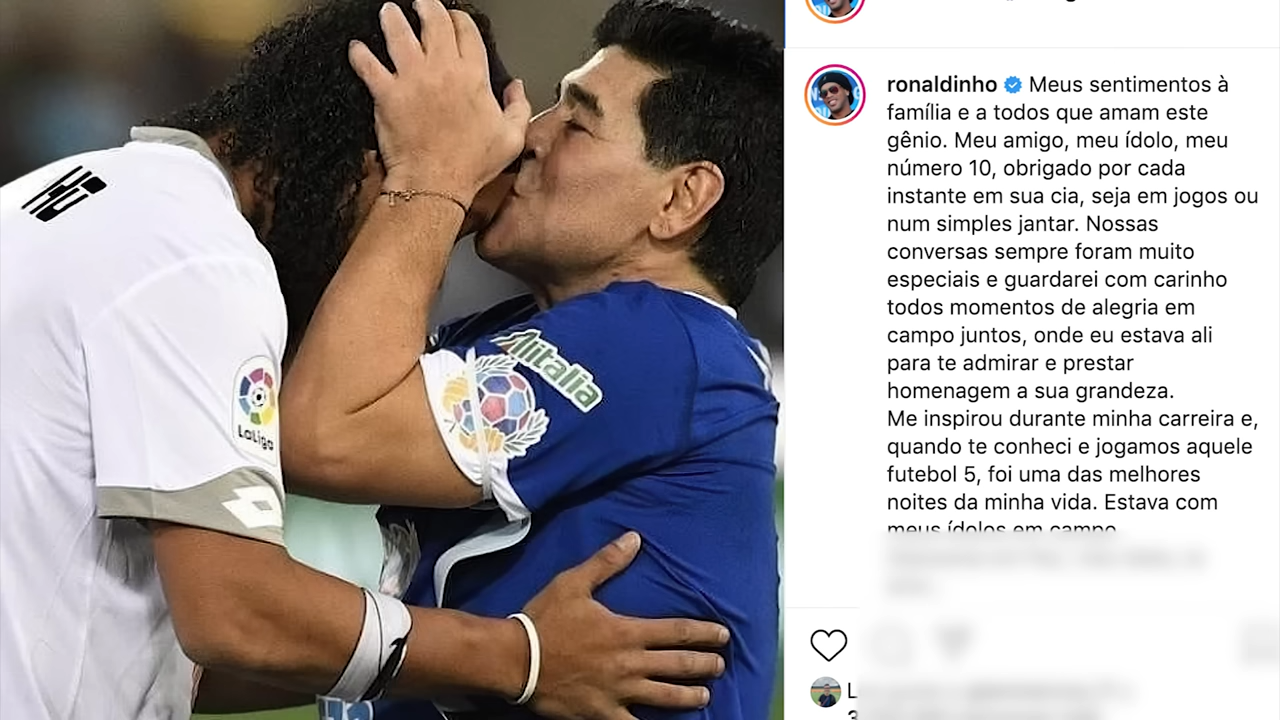 ronaldinho Meus sentimentos à
família e a todos que amam este
gênio. Meu amigo, meu ídolo, meu
número 10, obrigado por cada
instante em sua cia, seja em jogos ou
num simples jantar. Nossas
conversas sempre foram muito
especiais e guardarei com carinho
todos momentos de alegria em
campo juntos, onde eu estava ali
para te admirar e prestar
homenagem a sua grandeza.
Me inspirou durante minha carreira e,
quando te conheci e jogamos aquele
futebol 5, foi uma das melhores
noites da minha vida. Estava com
meus ídolos em campo
Alitalia
LaLiga